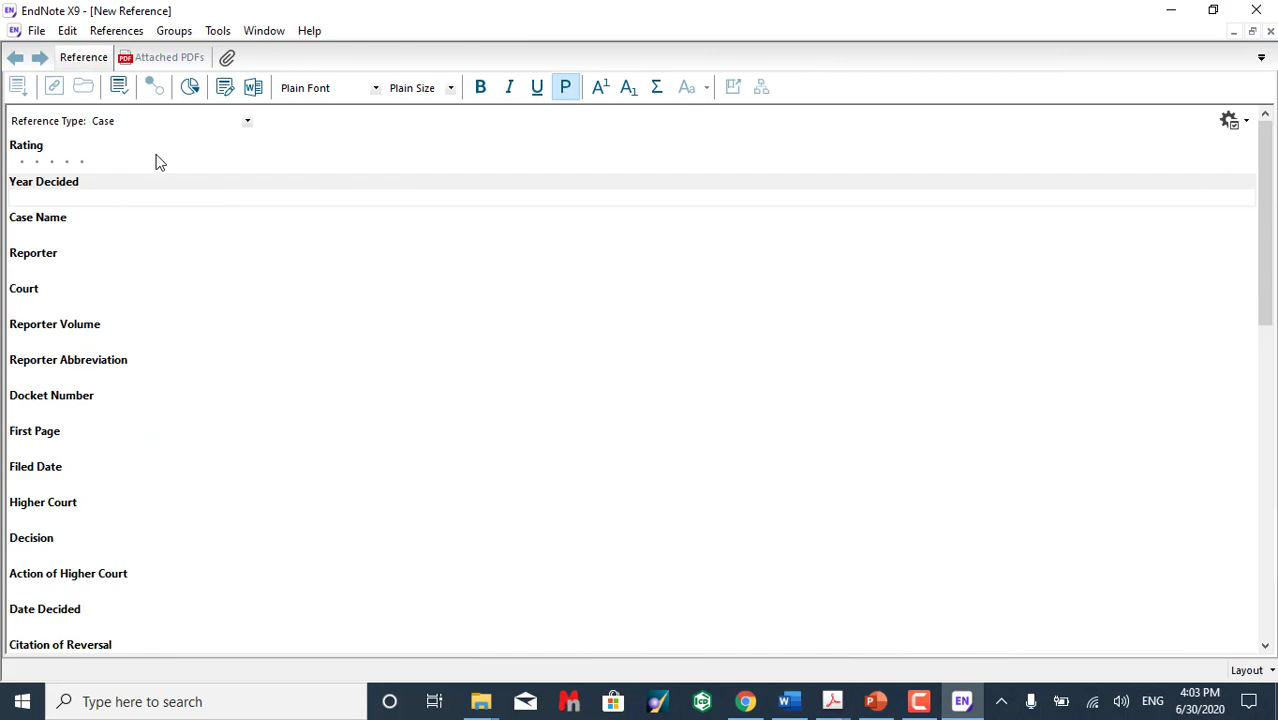 EndNote X9 - [New Reference]
File Edit References Groups Tools Window Help
Reference Attached PDFs
Plain Font Plain Size B I U P A1 A1 Σ Aa
Reference Type: Case
Rating
Year Decided
Case Name
Reporter
Court
Reporter Volume
Reporter Abbreviation
Docket Number
First Page
Filed Date
Higher Court
Decision
Action of Higher Court
Date Decided
Citation of Reversal
Layout
Type here to search
ENG
4:03 PM
6/30/2020